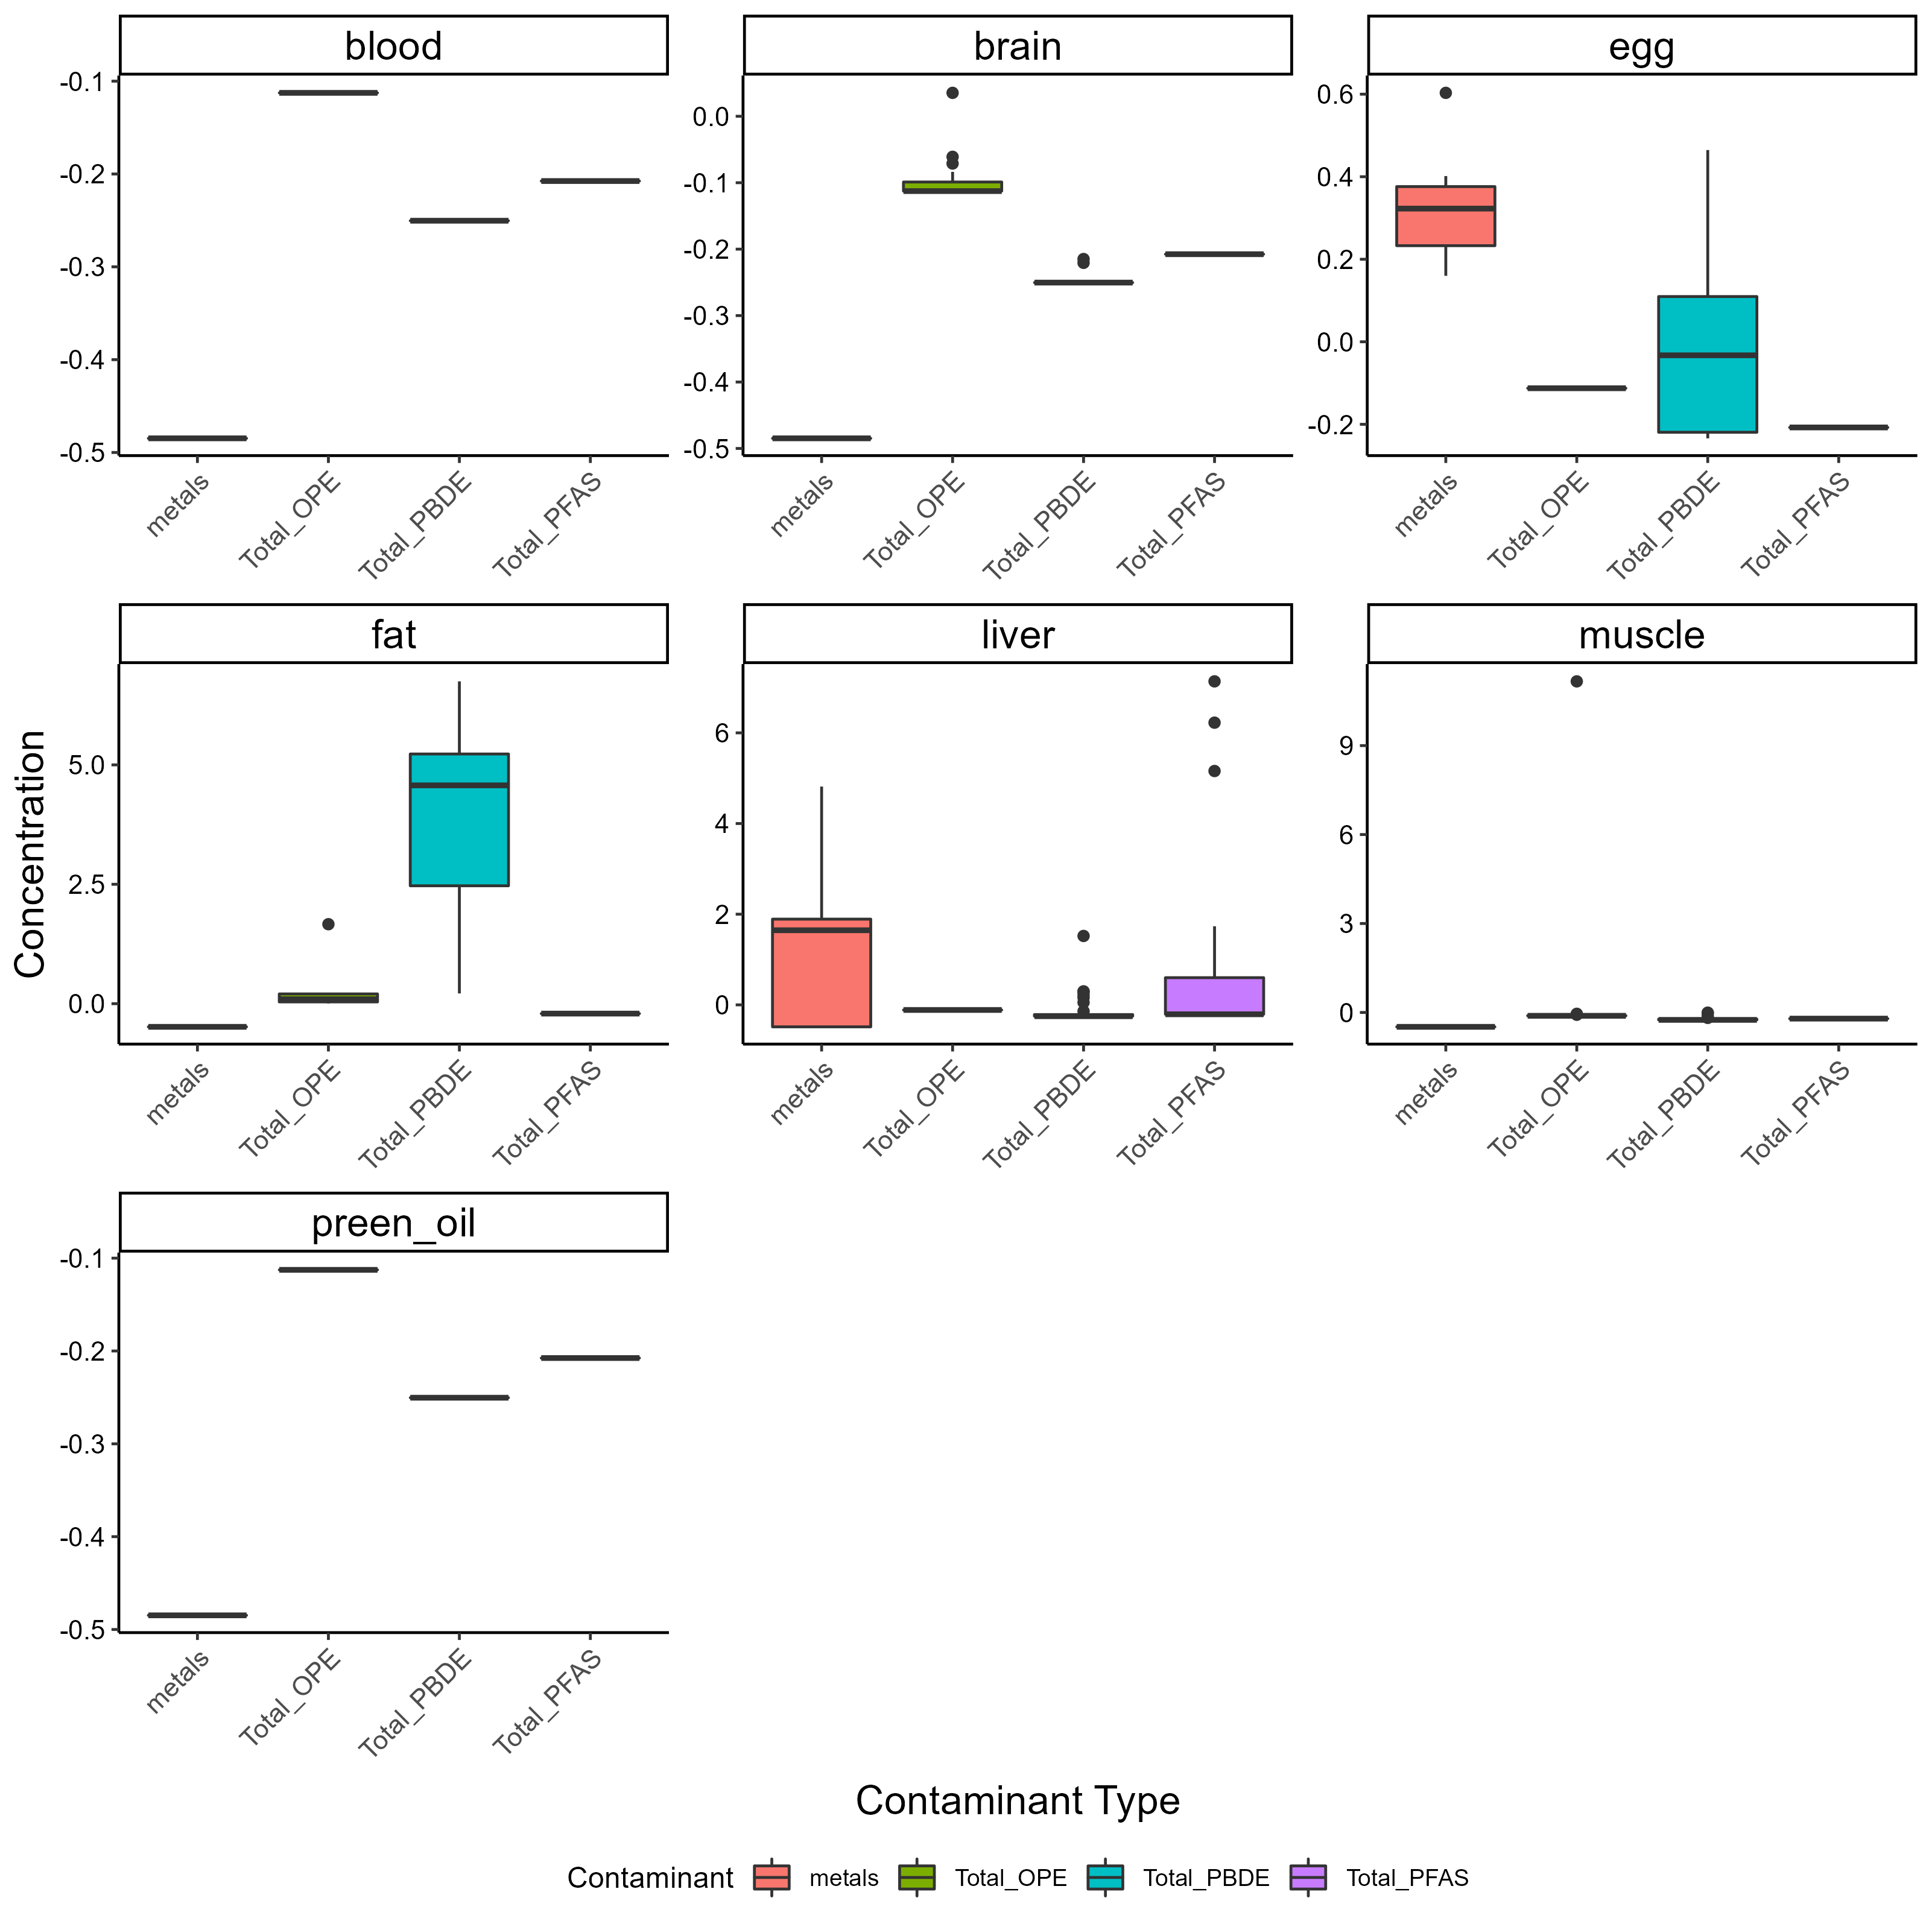 blood
brain
egg
-0.1
-0.2
-0.3
-0.4
-0.5
0.0
-0.1
-0.2
-0.3
-0.4
-0.5
0.6
0.4
0.2
0.0
-0.2
metals
Total_OPE
Total_PBDE
Total_PFAS
metals
Total_OPE
Total_PBDE
Total_PFAS
metals
Total_OPE
Total_PBDE
Total_PFAS
fat
liver
muscle
Concentration
5.0
2.5
0.0
6
4
2
0
9
6
3
0
metals
Total_OPE
Total_PBDE
Total_PFAS
metals
Total_OPE
Total_PBDE
Total_PFAS
metals
Total_OPE
Total_PBDE
Total_PFAS
preen_oil
-0.1
-0.2
-0.3
-0.4
-0.5
metals
Total_OPE
Total_PBDE
Total_PFAS
Contaminant Type
Contaminant metals Total_OPE Total_PBDE Total_PFAS